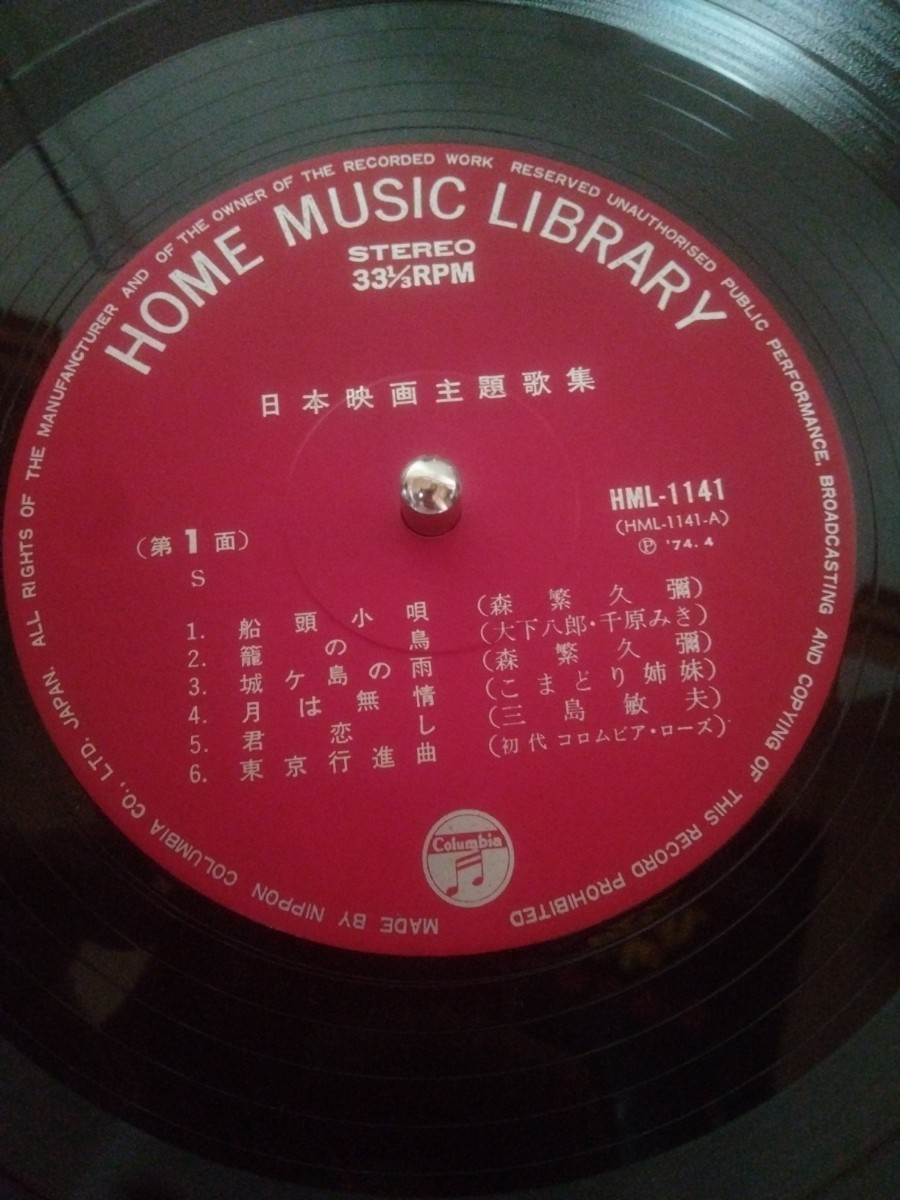 ALL RIGHTS OF THE MANUFANCTURER AND OF THE OWNER OF THE RECORDED WORK RESERVED UNAUTHORISED PUBLIC PERFORMANCE, BROADCASTING AND COPYING OF THIS RECORD PROHIBITED
HOME MUSIC LIBRARY
STEREO
33⅓RPM
日本映画主題歌集
HML-1141
(HML-1141-A)
Ⓟ '74.4
(第1面)
S
1. 船頭小唄 (森繁久彌)
2. 籠の鳥 (大下八郎・千原みき)
3. 城ケ島の雨 (森繁久彌)
4. 月は無情 (こまどり姉妹)
5. 君恋し (三島敏夫)
6. 東京行進曲 (初代コロムビア・ローズ)
Columbia
MADE BY NIPPON COLUMBIA CO., LTD. JAPAN.